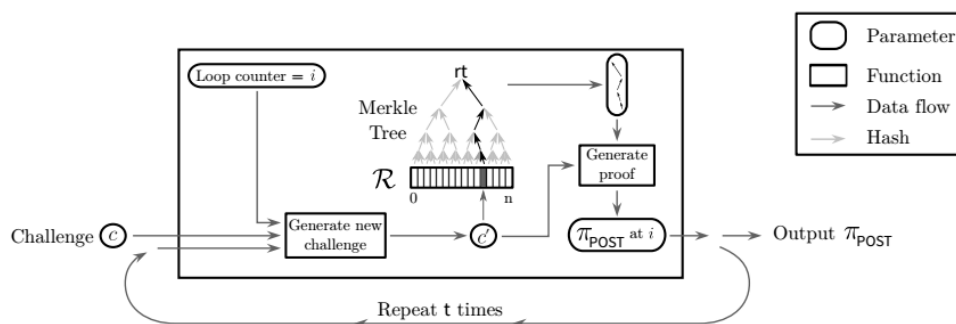 Loop counter = i
rt
Merkle
Tree
ℛ
0
n
Generate
proof
Challenge c
Generate new
challenge
c′
π_POST at i
Output π_POST
Repeat t times
Parameter
Function
Data flow
Hash